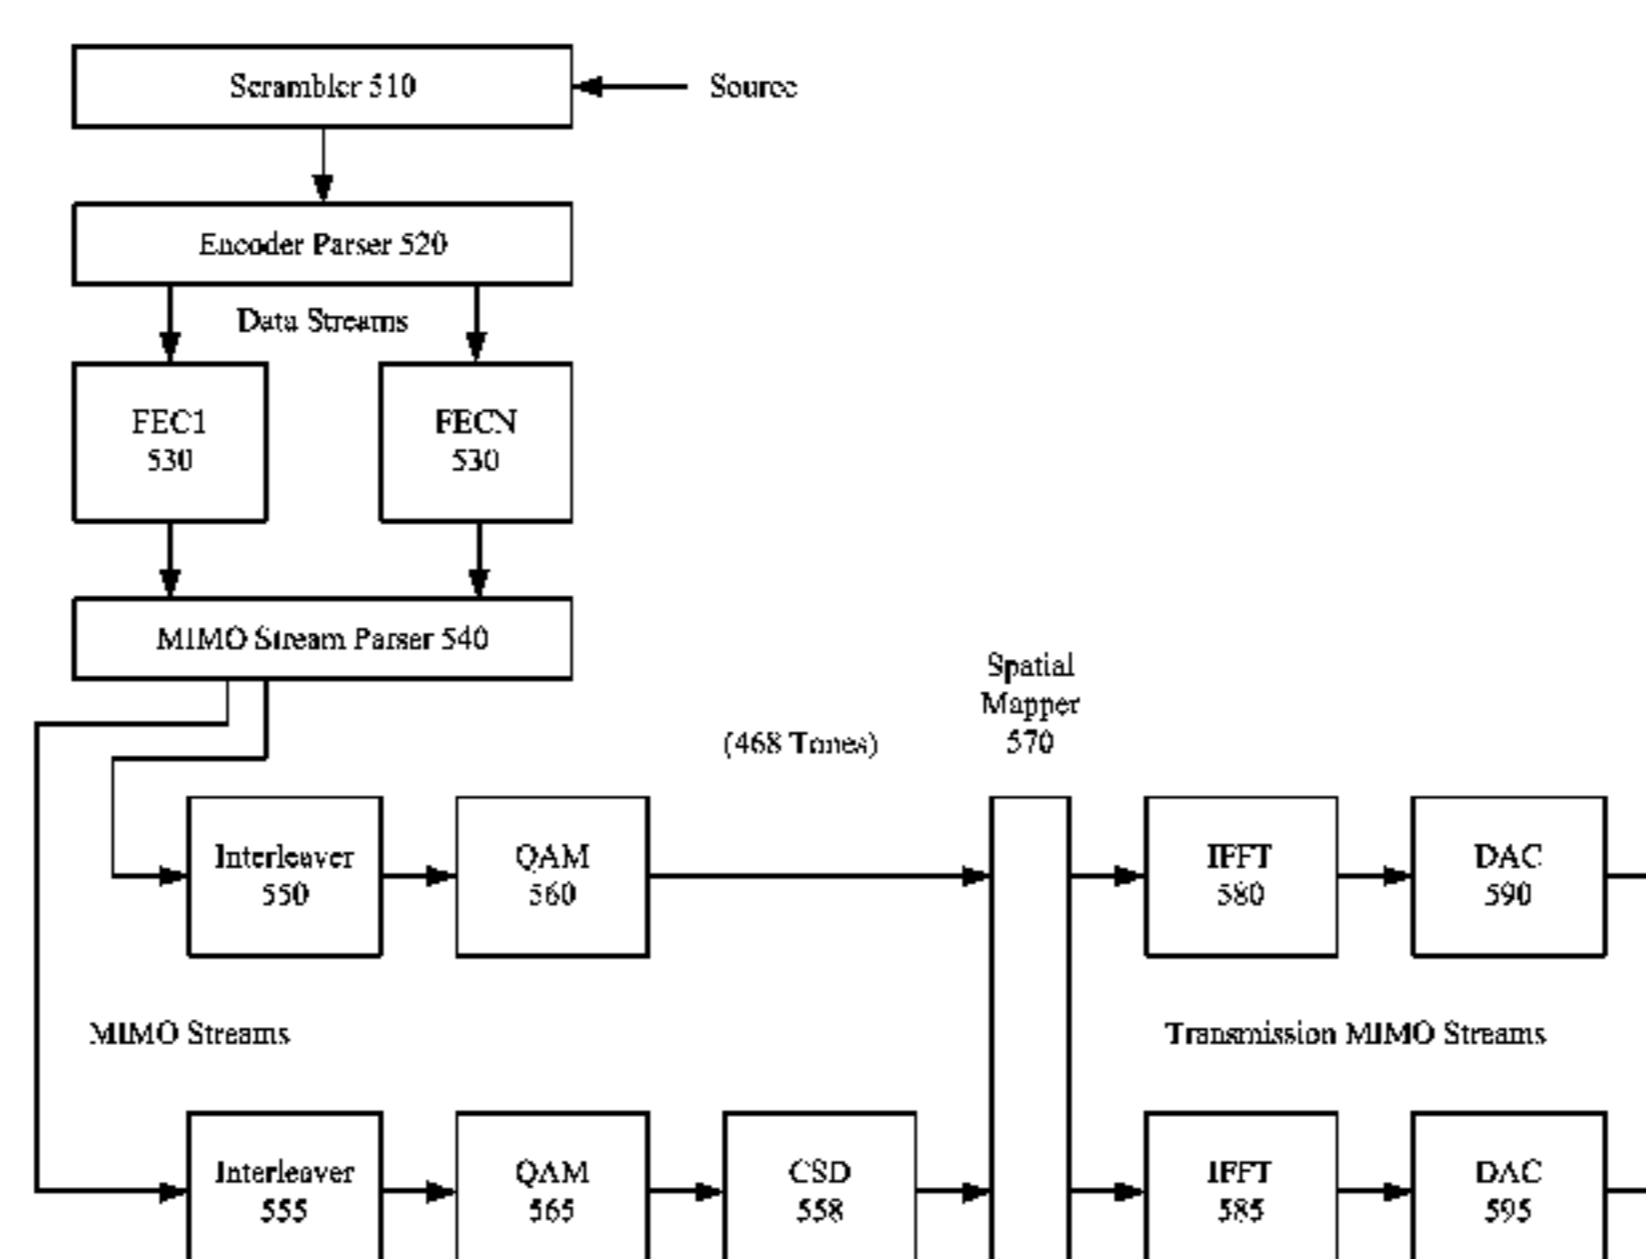 Scrambler 510
Source
Encoder Parser 520
Data Streams
FEC1
530
FECN
530
MIMO Stream Parser 540
Spatial
Mapper
570
(468 Tones)
Interleaver
550
QAM
560
IFFT
580
DAC
590
MIMO Streams
Transmission MIMO Streams
Interleaver
555
QAM
565
CSD
558
IFFT
585
DAC
595